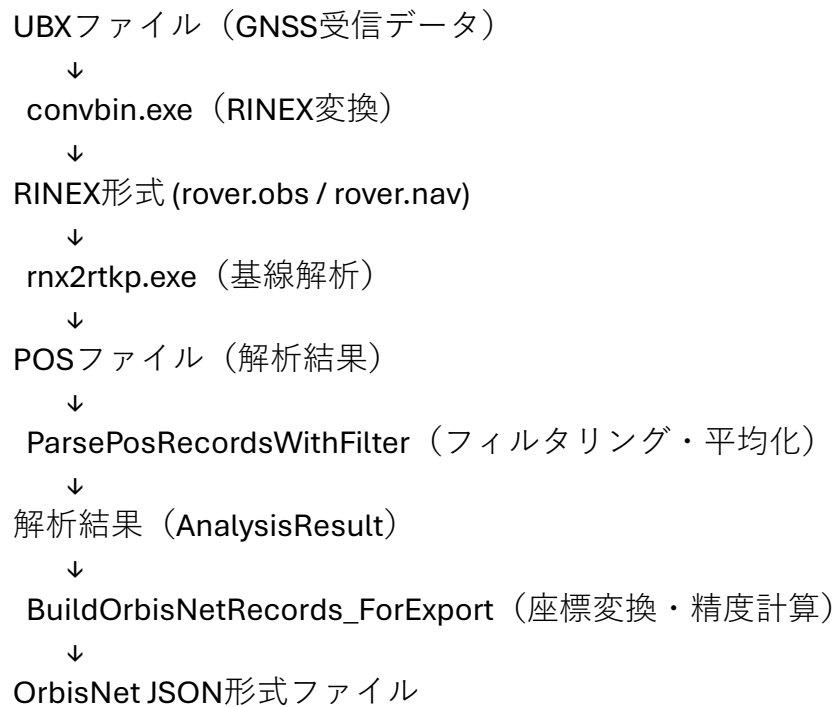 UBXファイル（GNSS受信データ）
↓
convbin.exe（RINEX変換）
↓
RINEX形式 (rover.obs / rover.nav)
↓
rnx2rtkp.exe（基線解析）
↓
POSファイル（解析結果）
↓
ParsePosRecordsWithFilter（フィルタリング・平均化）
↓
解析結果（AnalysisResult）
↓
BuildOrbisNetRecords_ForExport（座標変換・精度計算）
↓
OrbisNet JSON形式ファイル